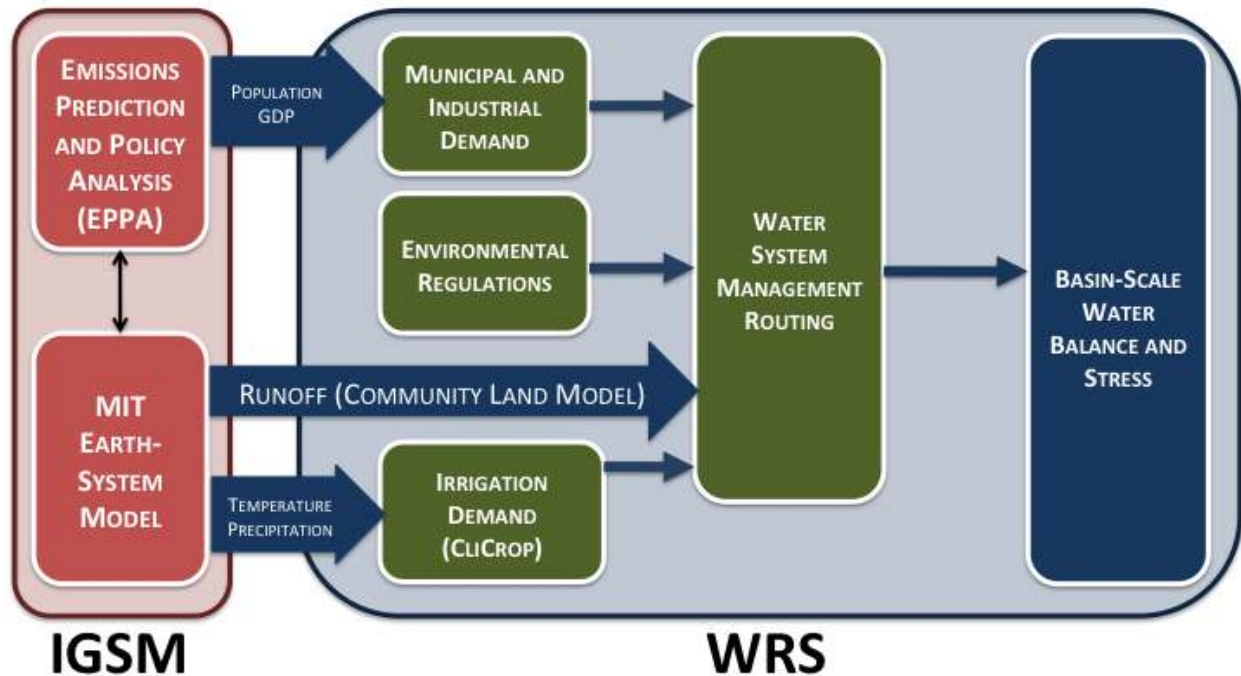 EMISSIONS
PREDICTION
AND POLICY
ANALYSIS
(EPPA)
POPULATION
GDP
MUNICIPAL AND
INDUSTRIAL
DEMAND
ENVIRONMENTAL
REGULATIONS
WATER
SYSTEM
MANAGEMENT
ROUTING
BASIN-SCALE
WATER
BALANCE AND
STRESS
MIT
EARTH-
SYSTEM
MODEL
RUNOFF (COMMUNITY LAND MODEL)
TEMPERATURE
PRECIPITATION
IRRIGATION
DEMAND
(CLICROP)
IGSM
WRS